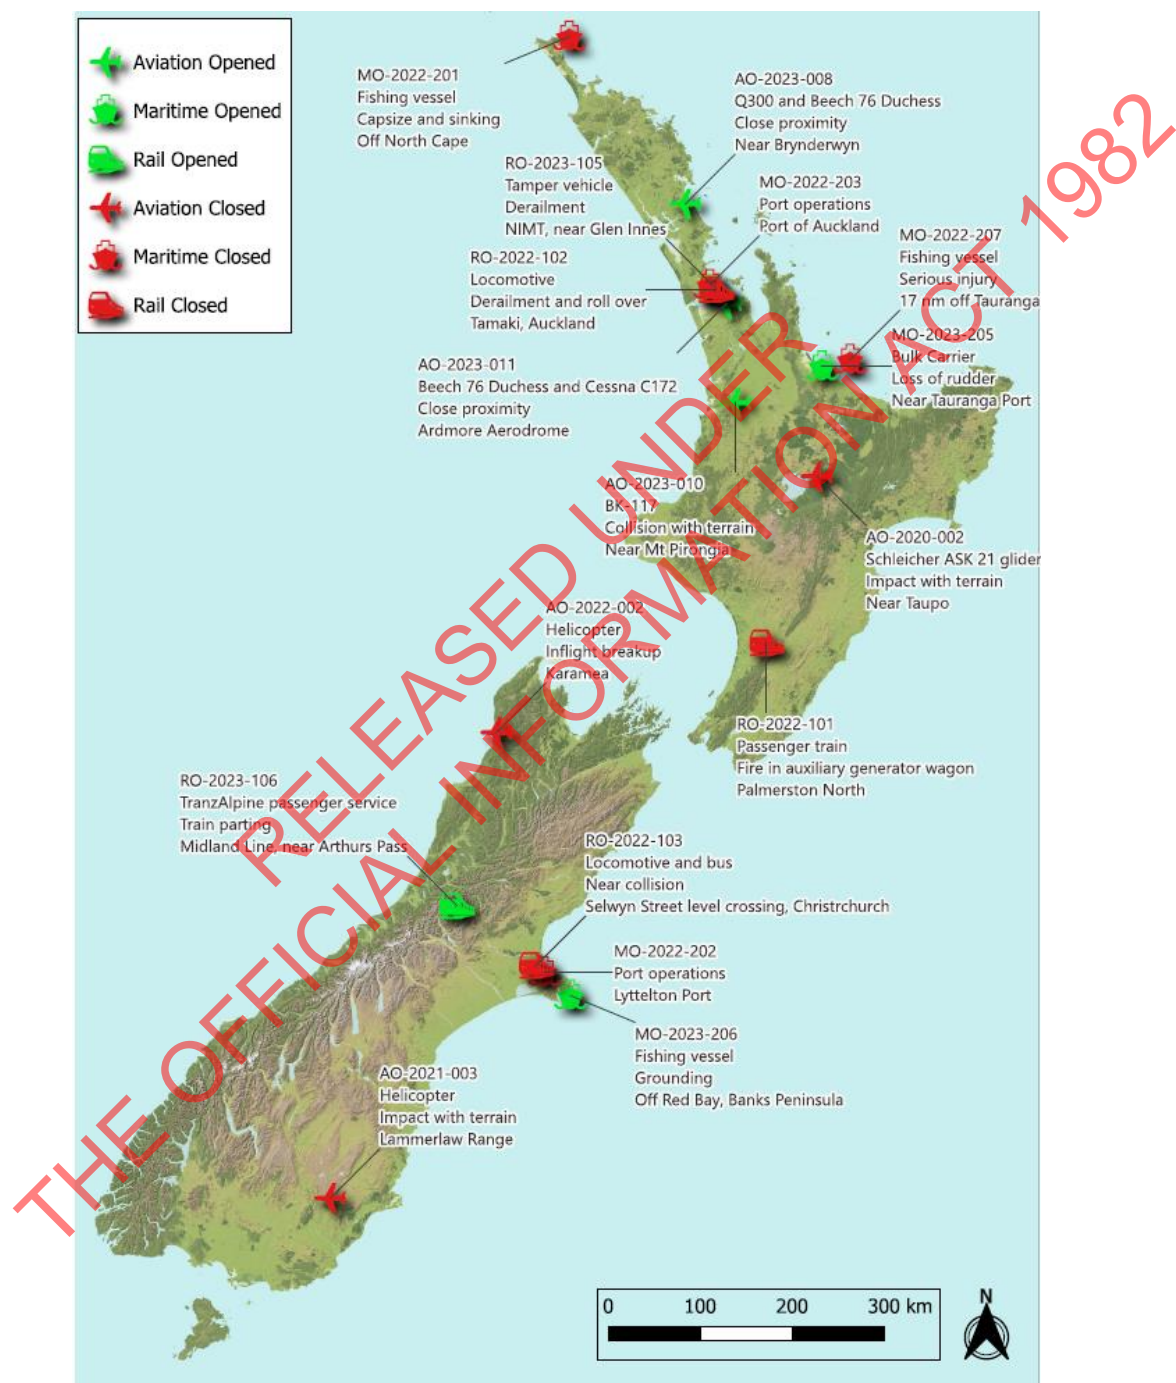 Aviation Opened
Maritime Opened
Rail Opened
Aviation Closed
Maritime Closed
Rail Closed
MO-2022-201
Fishing vessel
Capsize and sinking
Off North Cape
AO-2023-008
Q300 and Beech 76 Duchess
Close proximity
Near Brynderwyn
RO-2023-105
Tamper vehicle
Derailment
NIMT, near Glen Innes
MO-2022-203
Port operations
Port of Auckland
MO-2022-207
Fishing vessel
Serious injury
17 nm off Tauranga
RO-2022-102
Locomotive
Derailment and roll over
Tamaki, Auckland
MO-2023-205
Bulk Carrier
Loss of rudder
Near Tauranga Port
AO-2023-011
Beech 76 Duchess and Cessna C172
Close proximity
Ardmore Aerodrome
AO-2023-010
BK-117
Collision with terrain
Near Mt Pirongia
AO-2020-002
Schleicher ASK 21 glider
Impact with terrain
Near Taupo
AO-2022-002
Helicopter
Inflight breakup
Karamea
RO-2022-101
Passenger train
Fire in auxiliary generator wagon
Palmerston North
RO-2023-106
TranzAlpine passenger service
Train parting
Midland Line, near Arthurs Pass
RO-2022-103
Locomotive and bus
Near collision
Selwyn Street level crossing, Christrchurch
MO-2022-202
Port operations
Lyttelton Port
MO-2023-206
Fishing vessel
Grounding
Off Red Bay, Banks Peninsula
AO-2021-003
Helicopter
Impact with terrain
Lammerlaw Range
0 100 200 300 km
N
RELEASED UNDER
THE OFFICIAL INFORMATION ACT 1982